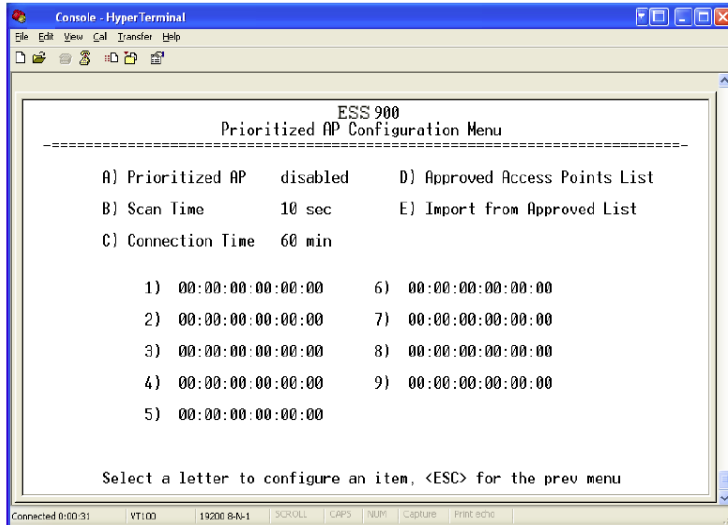 Console - HyperTerminal
File Edit View Call Transfer Help
ESS 900
Prioritized AP Configuration Menu
-==========================================================================-
A) Prioritized AP disabled D) Approved Access Points List
B) Scan Time 10 sec E) Import from Approved List
C) Connection Time 60 min
1) 00:00:00:00:00:00 6) 00:00:00:00:00:00
2) 00:00:00:00:00:00 7) 00:00:00:00:00:00
3) 00:00:00:00:00:00 8) 00:00:00:00:00:00
4) 00:00:00:00:00:00 9) 00:00:00:00:00:00
5) 00:00:00:00:00:00
Select a letter to configure an item, <ESC> for the prev menu
Connected 0:00:31 VT100 19200 8-N-1 SCROLL CAPS NUM Capture Print echo